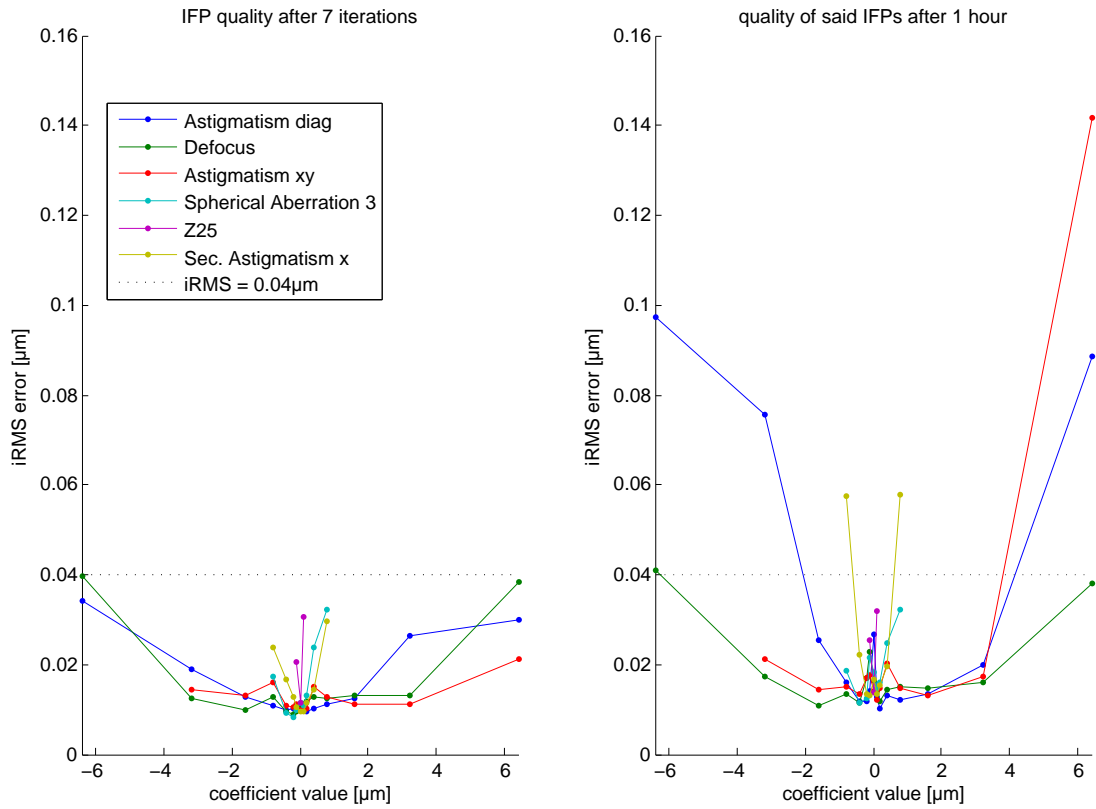 IFP quality after 7 iterations
0.16
0.14
0.12
0.1
0.08
0.06
0.04
0.02
0
iRMS error [µm]
Astigmatism diag
Defocus
Astigmatism xy
Spherical Aberration 3
Z25
Sec. Astigmatism x
iRMS = 0.04µm
−6 −4 −2 0 2 4 6
coefficient value [µm]
quality of said IFPs after 1 hour
0.16
0.14
0.12
0.1
0.08
0.06
0.04
0.02
0
iRMS error [µm]
−6 −4 −2 0 2 4 6
coefficient value [µm]